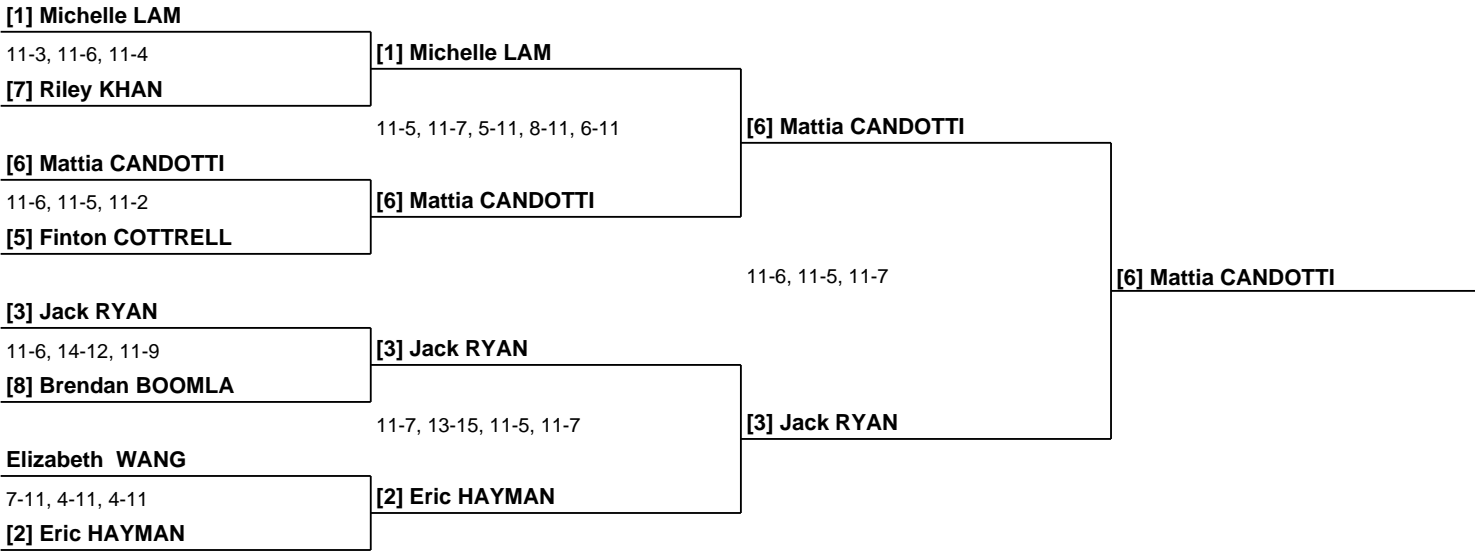 [1] Michelle LAM
11-3, 11-6, 11-4
[7] Riley KHAN
[6] Mattia CANDOTTI
11-6, 11-5, 11-2
[5] Finton COTTRELL
[3] Jack RYAN
11-6, 14-12, 11-9
[8] Brendan BOOMLA
Elizabeth  WANG
7-11, 4-11, 4-11
[2] Eric HAYMAN
[1] Michelle LAM
11-5, 11-7, 5-11, 8-11, 6-11
[6] Mattia CANDOTTI
[3] Jack RYAN
11-7, 13-15, 11-5, 11-7
[2] Eric HAYMAN
[6] Mattia CANDOTTI
11-6, 11-5, 11-7
[3] Jack RYAN
[6] Mattia CANDOTTI